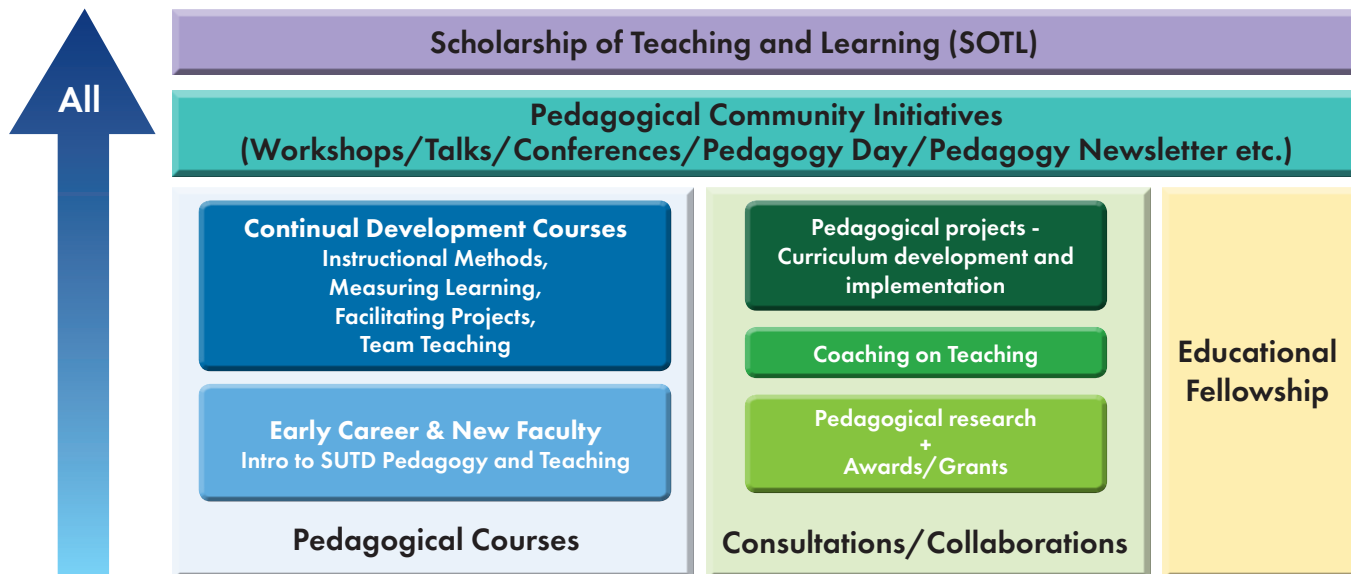 All
Scholarship of Teaching and Learning (SOTL)
Pedagogical Community Initiatives
(Workshops/Talks/Conferences/Pedagogy Day/Pedagogy Newsletter etc.)
Continual Development Courses
Instructional Methods,
Measuring Learning,
Facilitating Projects,
Team Teaching
Early Career & New Faculty
Intro to SUTD Pedagogy and Teaching
Pedagogical Courses
Pedagogical projects -
Curriculum development and
implementation
Coaching on Teaching
Pedagogical research
+
Awards/Grants
Consultations/Collaborations
Educational
Fellowship